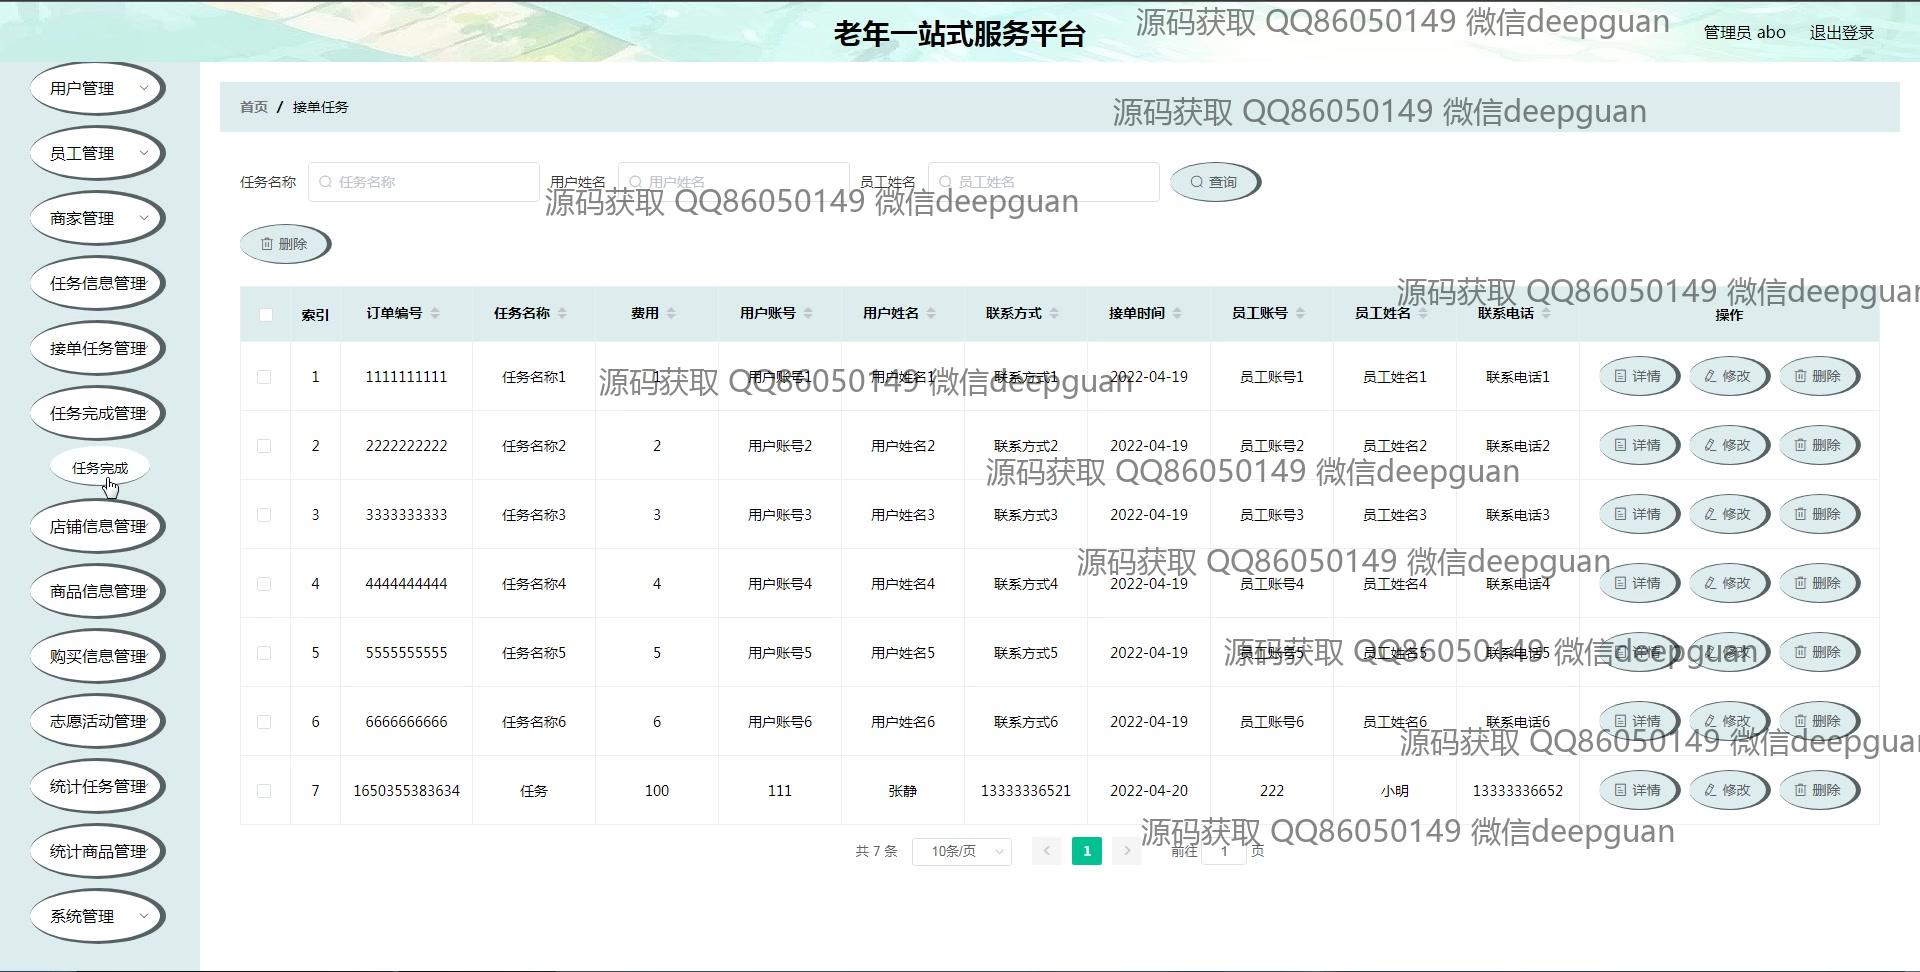 老年一站式服务平台
源码获取 QQ86050149 微信deepguan
管理员 abo 退出登录
用户管理
员工管理
商家管理
任务信息管理
接单任务管理
任务完成管理
任务完成
店铺信息管理
商品信息管理
购买信息管理
志愿活动管理
统计任务管理
统计商品管理
系统管理
首页 / 接单任务
源码获取 QQ86050149 微信deepguan
任务名称 任务名称 用户姓名 用户姓名 员工姓名 员工姓名 查询
源码获取 QQ86050149 微信deepguan
删除
源码获取 QQ86050149 微信deepguan
索引 订单编号 任务名称 费用 用户账号 用户姓名 联系方式 接单时间 员工账号 员工姓名 联系电话 操作
1 1111111111 任务名称1 1 用户账号1 用户姓名1 联系方式1 2022-04-19 员工账号1 员工姓名1 联系电话1 详情 修改 删除
源码获取 QQ86050149 微信deepguan
2 2222222222 任务名称2 2 用户账号2 用户姓名2 联系方式2 2022-04-19 员工账号2 员工姓名2 联系电话2 详情 修改 删除
源码获取 QQ86050149 微信deepguan
3 3333333333 任务名称3 3 用户账号3 用户姓名3 联系方式3 2022-04-19 员工账号3 员工姓名3 联系电话3 详情 修改 删除
源码获取 QQ86050149 微信deepguan
4 4444444444 任务名称4 4 用户账号4 用户姓名4 联系方式4 2022-04-19 员工账号4 员工姓名4 联系电话4 详情 修改 删除
5 5555555555 任务名称5 5 用户账号5 用户姓名5 联系方式5 2022-04-19 员工账号5 员工姓名5 联系电话5 详情 修改 删除
源码获取 QQ86050149 微信deepguan
6 6666666666 任务名称6 6 用户账号6 用户姓名6 联系方式6 2022-04-19 员工账号6 员工姓名6 联系电话6 详情 修改 删除
源码获取 QQ86050149 微信deepguan
7 1650355383634 任务 100 111 张静 13333336521 2022-04-20 222 小明 13333336652 详情 修改 删除
源码获取 QQ86050149 微信deepguan
共 7 条 10条/页 1 前往 1 页